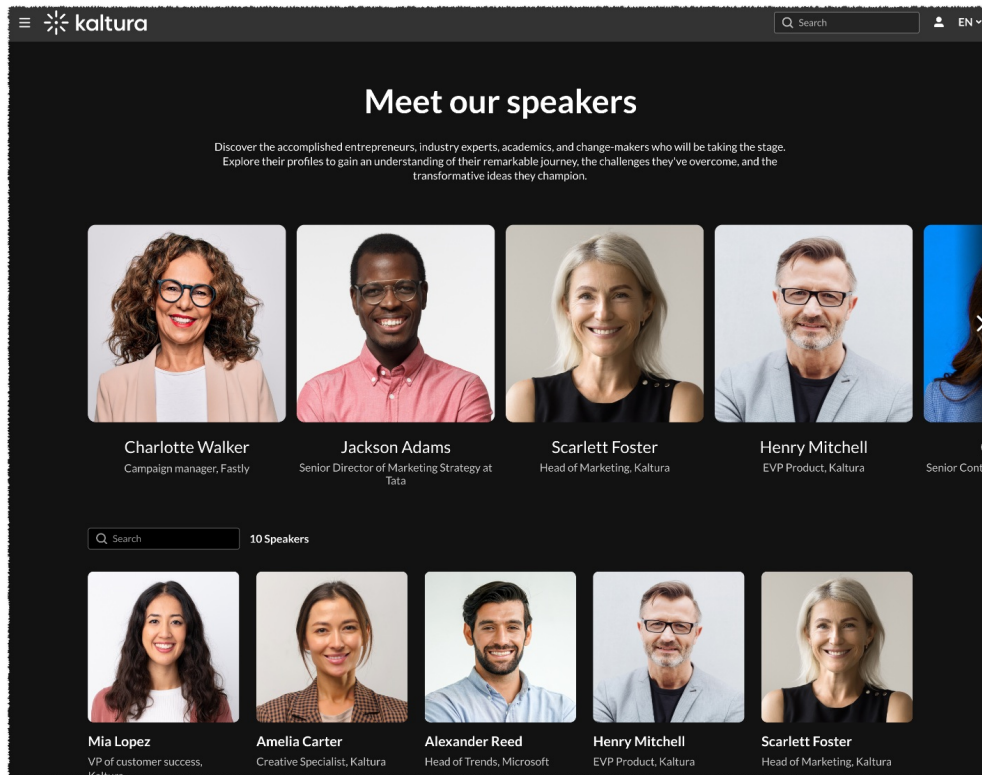 kaltura
Search
EN
Meet our speakers
Discover the accomplished entrepreneurs, industry experts, academics, and change-makers who will be taking the stage.
Explore their profiles to gain an understanding of their remarkable journey, the challenges they've overcome, and the
transformative ideas they champion.
Charlotte Walker
Campaign manager, Fastly
Jackson Adams
Senior Director of Marketing Strategy at
Tata
Scarlett Foster
Head of Marketing, Kaltura
Henry Mitchell
EVP Product, Kaltura
Senior
Search
10 Speakers
Mia Lopez
VP of customer success,
Kaltura
Amelia Carter
Creative Specialist, Kaltura
Alexander Reed
Head of Trends, Microsoft
Henry Mitchell
EVP Product, Kaltura
Scarlett Foster
Head of Marketing, Kaltura